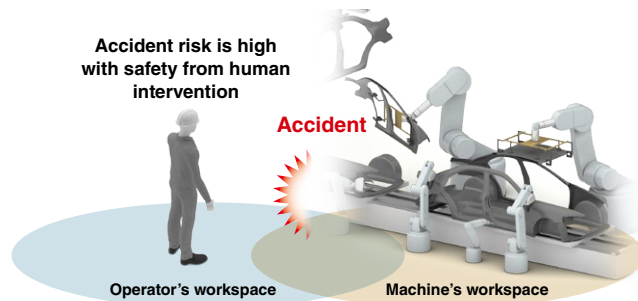 Accident risk is high
with safety from human
intervention
Accident
Operator's workspace
Machine's workspace